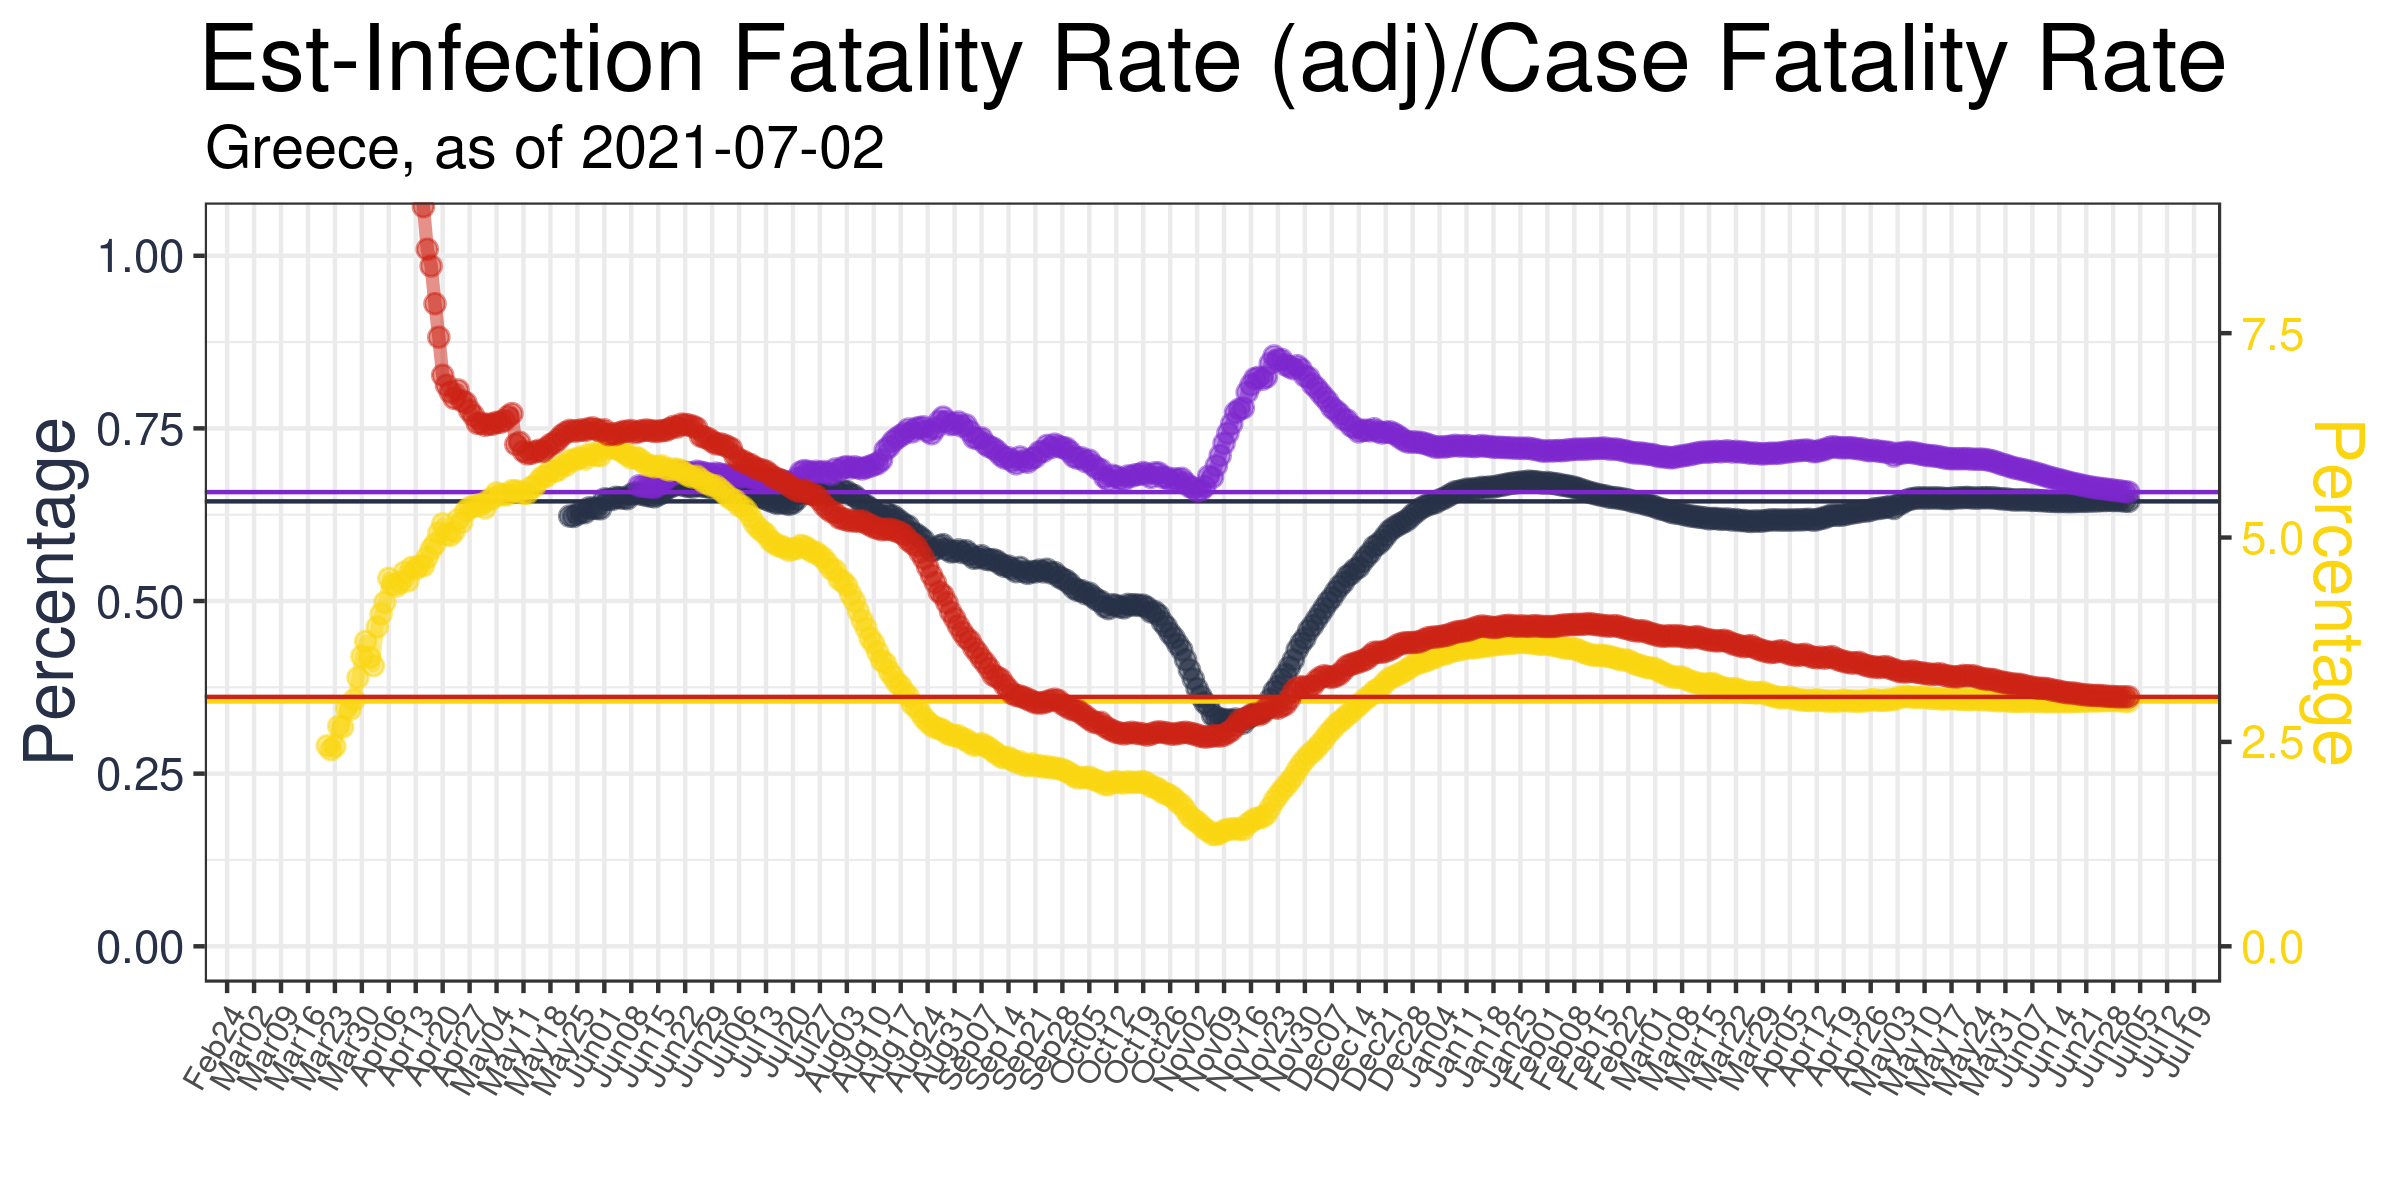 Est-Infection Fatality Rate (adj)/Case Fatality Rate
Greece, as of 2021-07-02
Percentage
1.00
0.75
0.50
0.25
0.00
7.5
5.0
2.5
0.0
Percentage
Feb24
Mar02
Mar09
Mar16
Mar23
Mar30
Apr06
Apr13
Apr20
Apr27
May04
May11
May18
May25
Jun01
Jun08
Jun15
Jun22
Jun29
Jul06
Jul13
Jul20
Jul27
Aug03
Aug10
Aug17
Aug24
Aug31
Sep07
Sep14
Sep21
Sep28
Oct05
Oct12
Oct19
Oct26
Nov02
Nov09
Nov16
Nov23
Nov30
Dec07
Dec14
Dec21
Dec28
Jan04
Jan11
Jan18
Jan25
Feb01
Feb08
Feb15
Feb22
Mar01
Mar08
Mar15
Mar22
Mar29
Apr05
Apr12
Apr19
Apr26
May03
May10
May17
May24
May31
Jun07
Jun14
Jun21
Jun28
Jul05
Jul12
Jul19